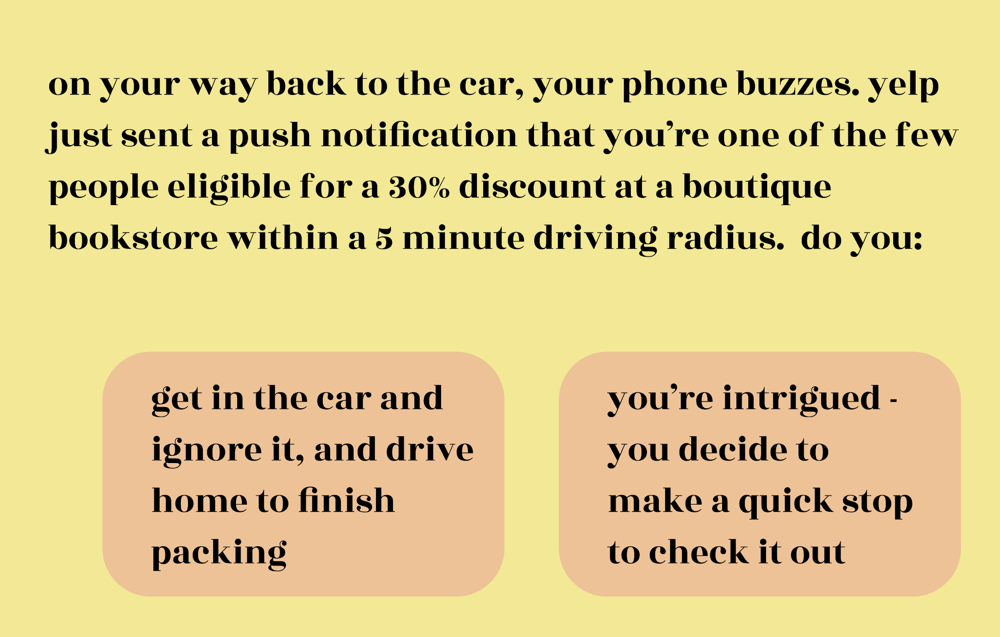 on your way back to the car, your phone buzzes. yelp
just sent a push notification that you’re one of the few
people eligible for a 30% discount at a boutique
bookstore within a 5 minute driving radius.  do you:
get in the car and
ignore it, and drive
home to finish
packing
you’re intrigued -
you decide to
make a quick stop
to check it out